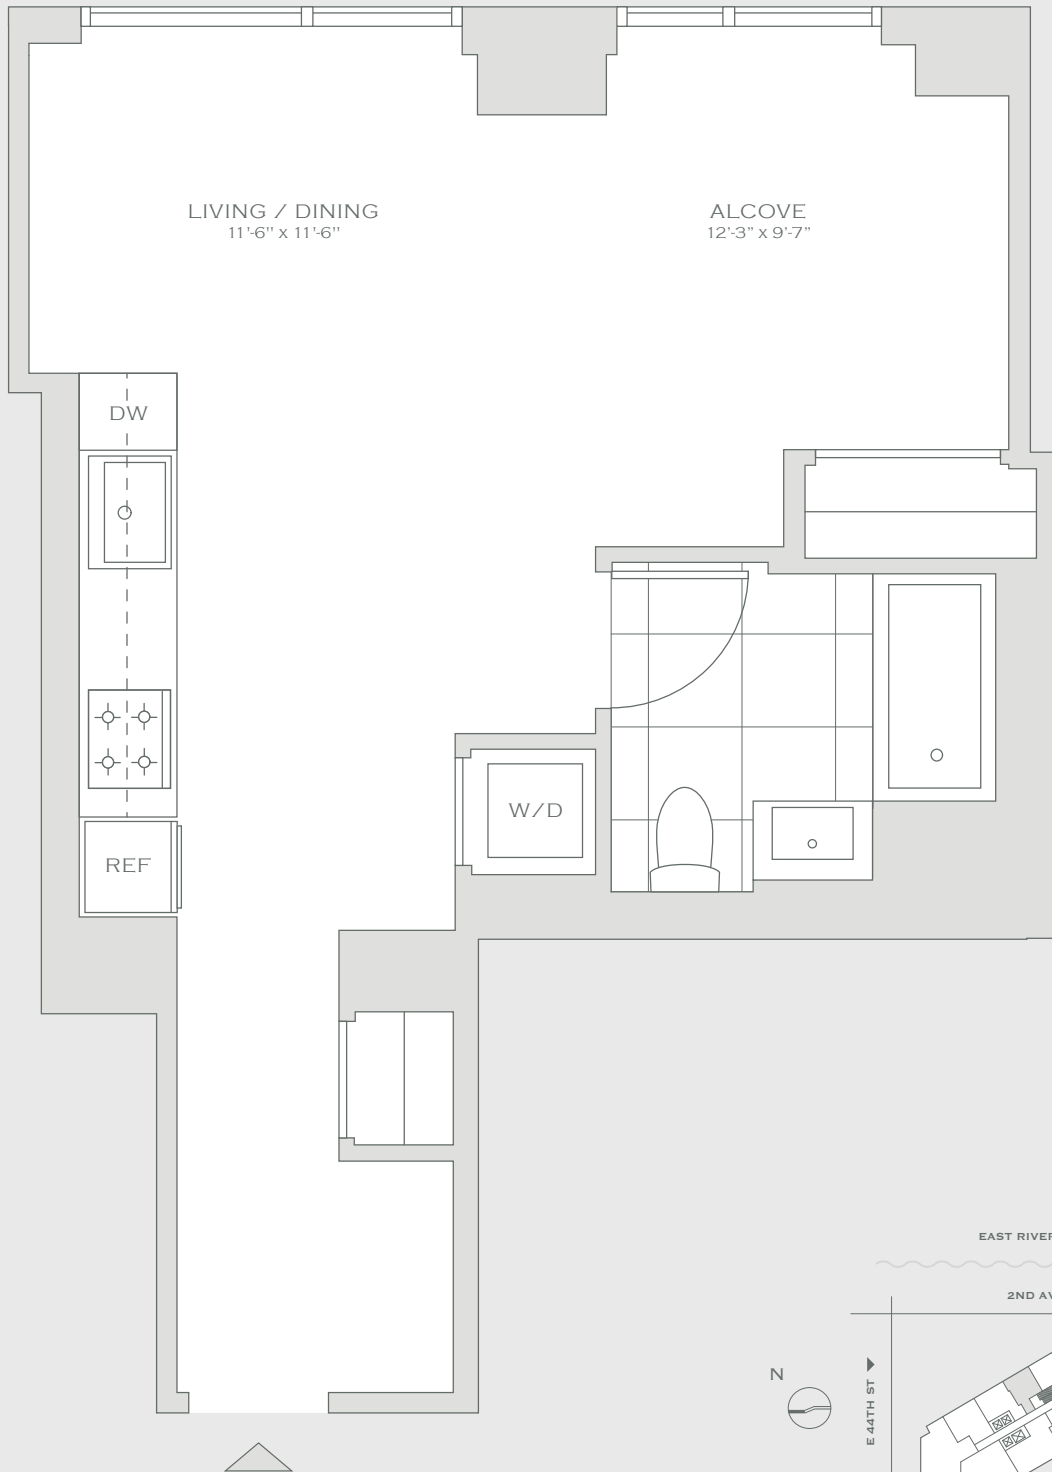 LIVING / DINING
11'-6" x 11'-6"
ALCOVE
12'-3" x 9'-7"
DW
W/D
REF
EAST RIVER
2ND AV
N
E 44TH ST